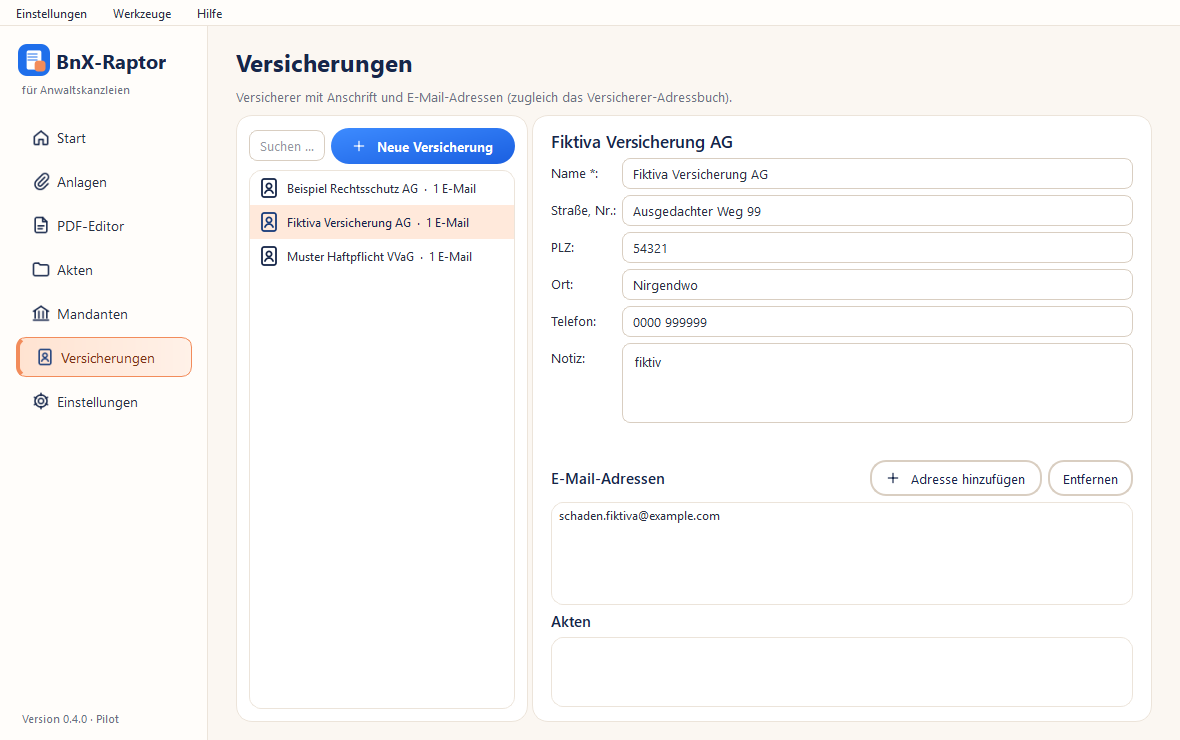 Einstellungen Werkzeuge Hilfe
BnX-Raptor
für Anwaltskanzleien
Start
Anlagen
PDF-Editor
Akten
Mandanten
Versicherungen
Einstellungen
Version 0.4.0 · Pilot
Versicherungen
Versicherer mit Anschrift und E-Mail-Adressen (zugleich das Versicherer-Adressbuch).
Suchen ...
+ Neue Versicherung
Beispiel Rechtsschutz AG · 1 E-Mail
Fiktiva Versicherung AG · 1 E-Mail
Muster Haftpflicht VVaG · 1 E-Mail
Fiktiva Versicherung AG
Name *: Fiktiva Versicherung AG
Straße, Nr.: Ausgedachter Weg 99
PLZ: 54321
Ort: Nirgendwo
Telefon: 0000 999999
Notiz: fiktiv
E-Mail-Adressen
+ Adresse hinzufügen
Entfernen
schaden.fiktiva@example.com
Akten